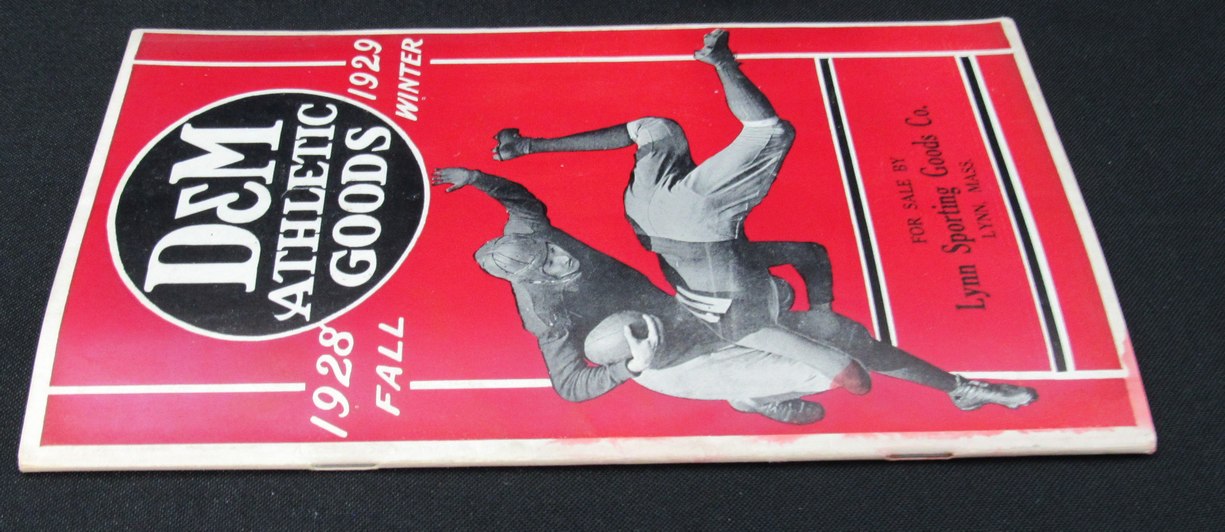 D&M
ATHLETIC
GOODS
1928 1929
FALL WINTER
FOR SALE BY
Lynn Sporting Goods Co.
LYNN, MASS.